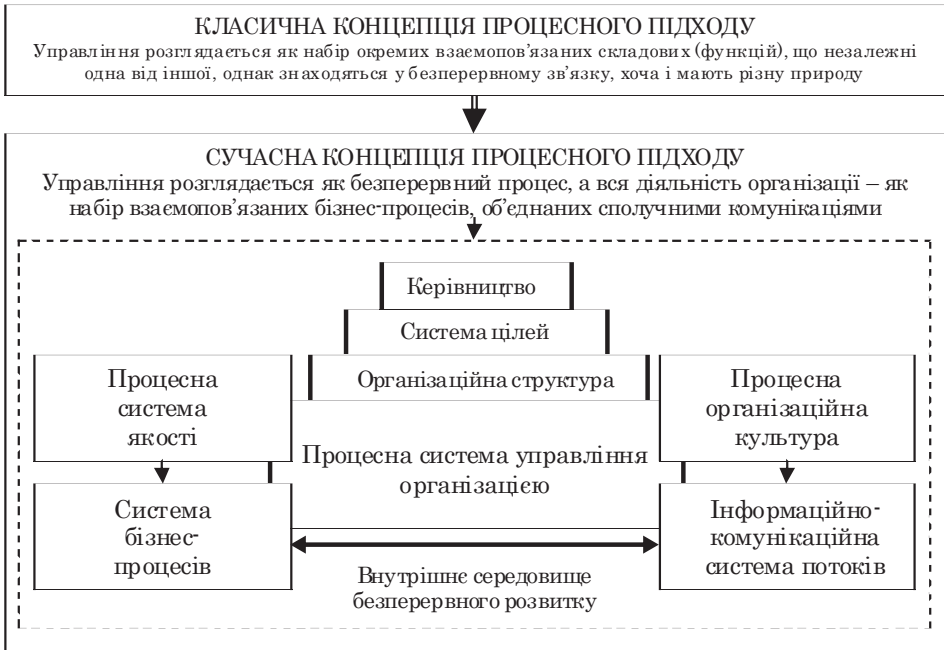 КЛАСИЧНА КОНЦЕПЦІЯ ПРОЦЕСНОГО ПІДХОДУ
Управління розглядається як набір окремих взаємопов'язаних складових (функцій), що незалежні
одна від іншої, однак знаходяться у безперервному зв'язку, хоча і мають різну природу
СУЧАСНА КОНЦЕПЦІЯ ПРОЦЕСНОГО ПІДХОДУ
Управління розглядається як безперервний процес, а вся діяльність організації – як
набір взаємопов'язаних бізнес-процесів, об'єднаних сполучними комунікаціями
Керівництво
Система цілей
Організаційна структура
Процесна
система
якості
Процесна
організаційна
культура
Процесна система управління
організацією
Система
бізнес-
процесів
Інформаційно-
комунікаційна
система потоків
Внутрішнє середовище
безперервного розвитку